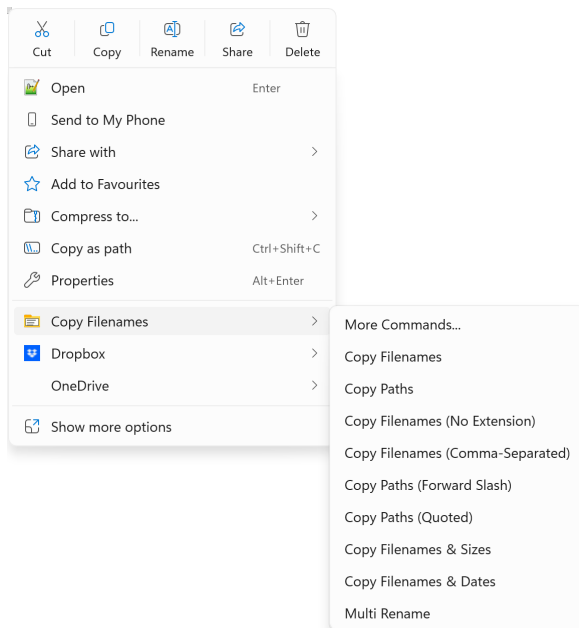 Cut Copy Rename Share Delete
Open Enter
Send to My Phone
Share with
Add to Favourites
Compress to...
Copy as path Ctrl+Shift+C
Properties Alt+Enter
Copy Filenames
Dropbox
OneDrive
Show more options
More Commands...
Copy Filenames
Copy Paths
Copy Filenames (No Extension)
Copy Filenames (Comma-Separated)
Copy Paths (Forward Slash)
Copy Paths (Quoted)
Copy Filenames & Sizes
Copy Filenames & Dates
Multi Rename